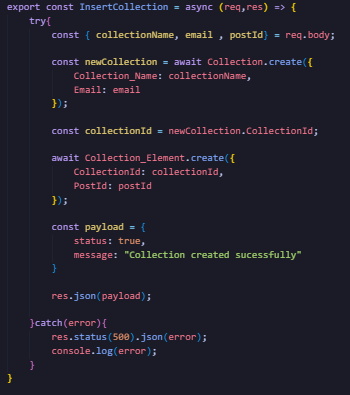 export const InsertCollection = async (req,res) => {
try{
const { collectionName, email , postId} = req.body;
const newCollection = await Collection.create({
Collection_Name: collectionName,
Email: email
});
const collectionId = newCollection.CollectionId;
await Collection_Element.create({
CollectionId: collectionId,
PostId: postId
});
const payload = {
status: true,
message: "Collection created sucessfully"
}
res.json(payload);
}catch(error){
res.status(500).json(error);
console.log(error);
}
}